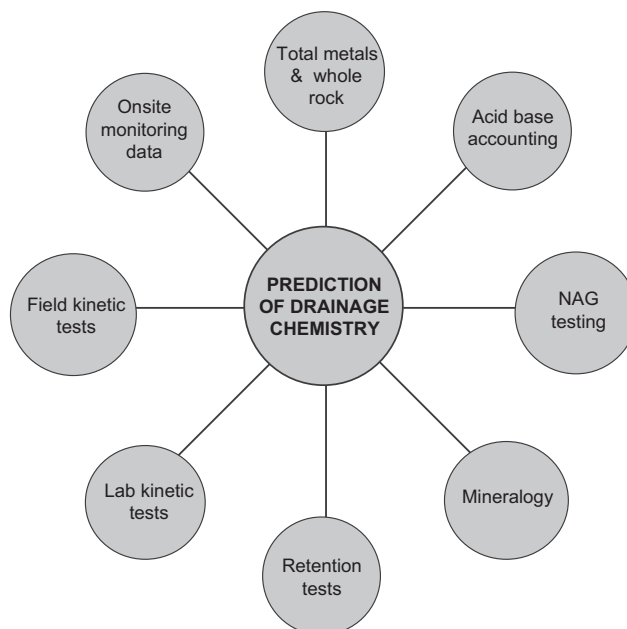 Total metals
& whole
rock
Onsite
monitoring
data
Acid base
accounting
PREDICTION
OF DRAINAGE
CHEMISTRY
Field kinetic
tests
NAG
testing
Lab kinetic
tests
Mineralogy
Retention
tests